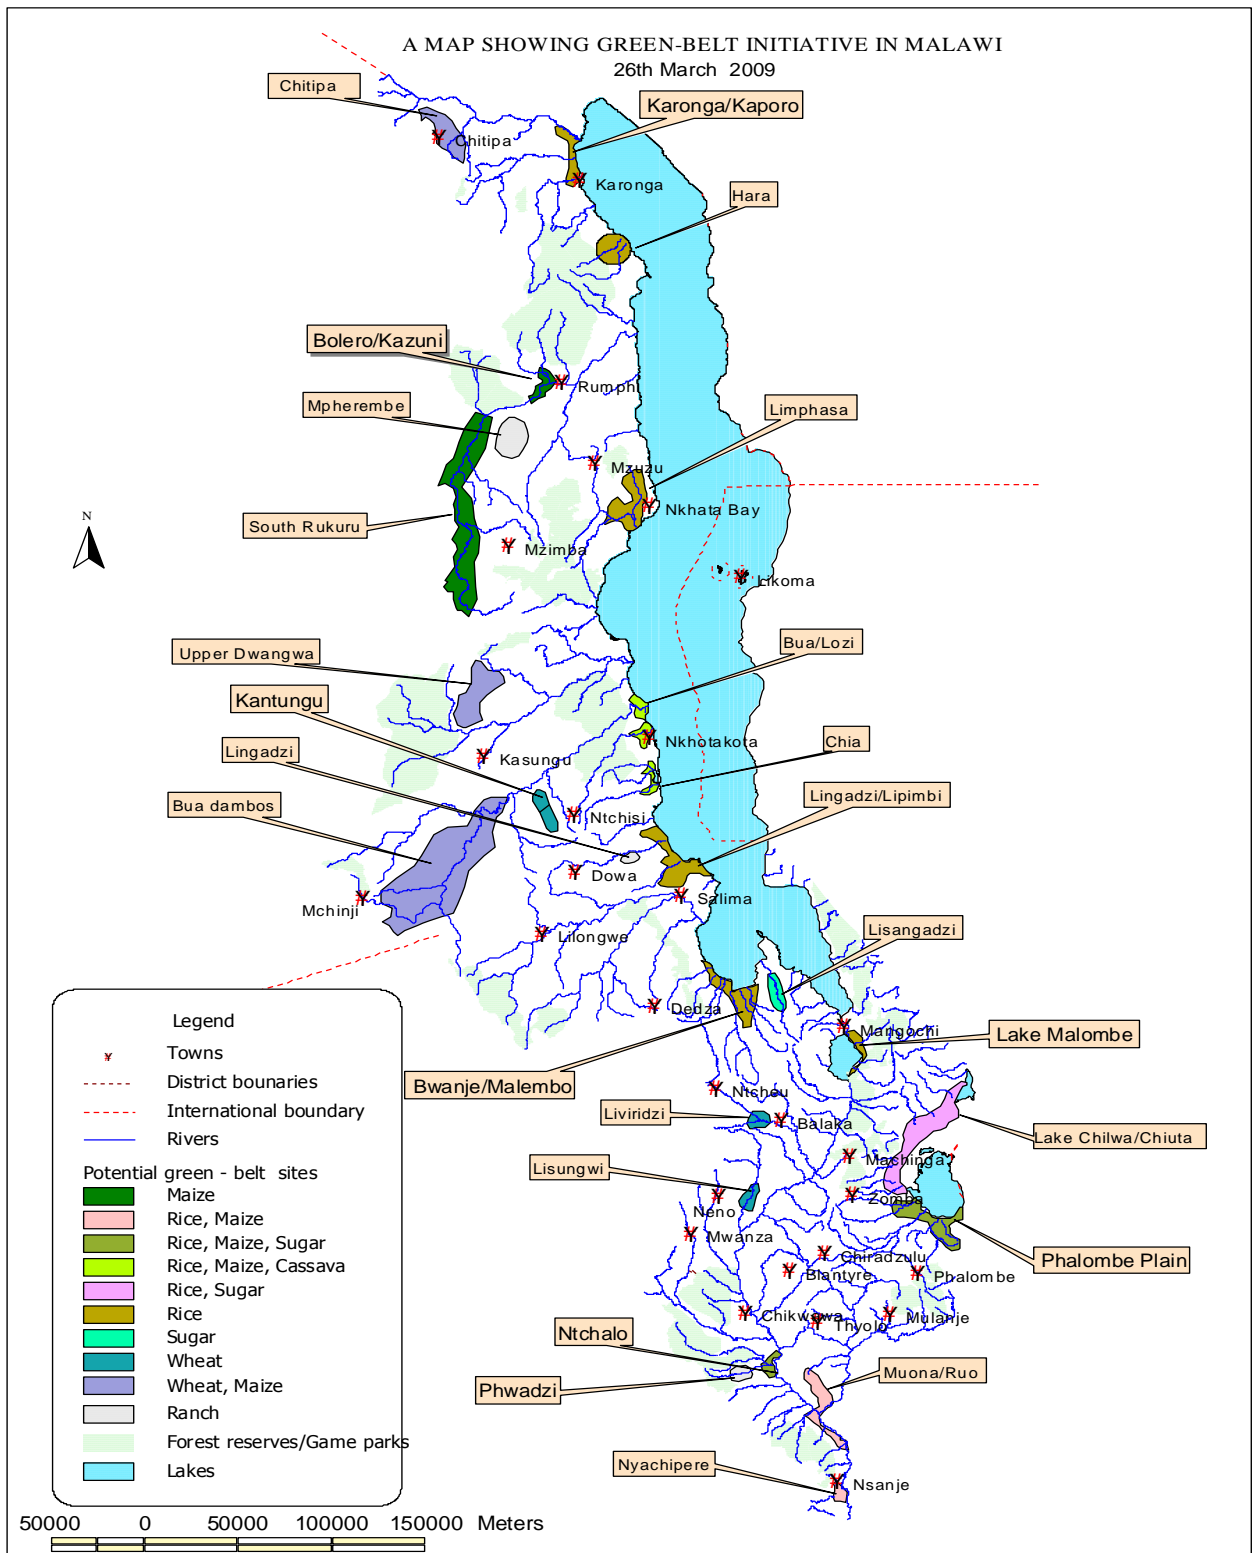 A MAP SHOWING GREEN-BELT INITIATIVE IN MALAWI
26th March 2009
Chitipa
Karonga/Kaporo
Chitipa
Karonga
Hara
Bolero/Kazuni
Rumphi
Mpherembe
Limphasa
Mzuzu
Nkhata Bay
South Rukuru
N
Mzimba
Likoma
Bua/Lozi
Upper Dwangwa
Kantungu
Nkhotakota
Chia
Lingadzi
Kasungu
Lingadzi/Lipimbi
Bua dambos
Ntchisi
Dowa
Mchinji
Salima
Lisangadzi
Lilongwe
Dedza
Mangochi
Lake Malombe
Bwanje/Malembo
Ntcheu
Liviridzi
Balaka
Lake Chilwa/Chiuta
Machinga
Lisungwi
Zomba
Neno
Mwanza
Chiradzulu
Phalombe Plain
Blantyre
Phalombe
Chikwawa
Thyolo
Mulanje
Ntchalo
Muona/Ruo
Phwadzi
Nyachipere
Nsanje
Legend
Towns
District bounaries
International boundary
Rivers
Potential green - belt sites
Maize
Rice, Maize
Rice, Maize, Sugar
Rice, Maize, Cassava
Rice, Sugar
Rice
Sugar
Wheat
Wheat, Maize
Ranch
Forest reserves/Game parks
Lakes
50000 0 50000 100000 150000 Meters